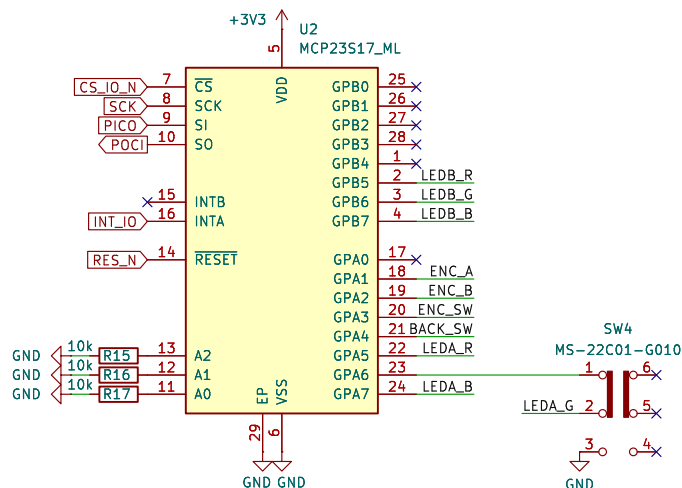 +3V3
U2
MCP23S17_ML
5
VDD
CS_IO_N 7 CS GPB0 25
SCK 8 SCK GPB1 26
PICO 9 SI GPB2 27
POCI 10 SO GPB3 28
GPB4 1
GPB5 2 LEDB_R
15 INTB GPB6 3 LEDB_G
INT_IO 16 INTA GPB7 4 LEDB_B
RES_N 14 RESET GPA0 17
GPA1 18 ENC_A
GPA2 19 ENC_B
GPA3 20 ENC_SW
GPA4 21 BACK_SW
SW4
MS-22C01-G010
GND 10k R15 13 A2 GPA5 22 LEDA_R
GND 10k R16 12 A1 GPA6 23 1 6
GND 10k R17 11 A0 GPA7 24 LEDA_B
LEDA_G 2 5
EP VSS
29 6
3 4
GND GND
GND